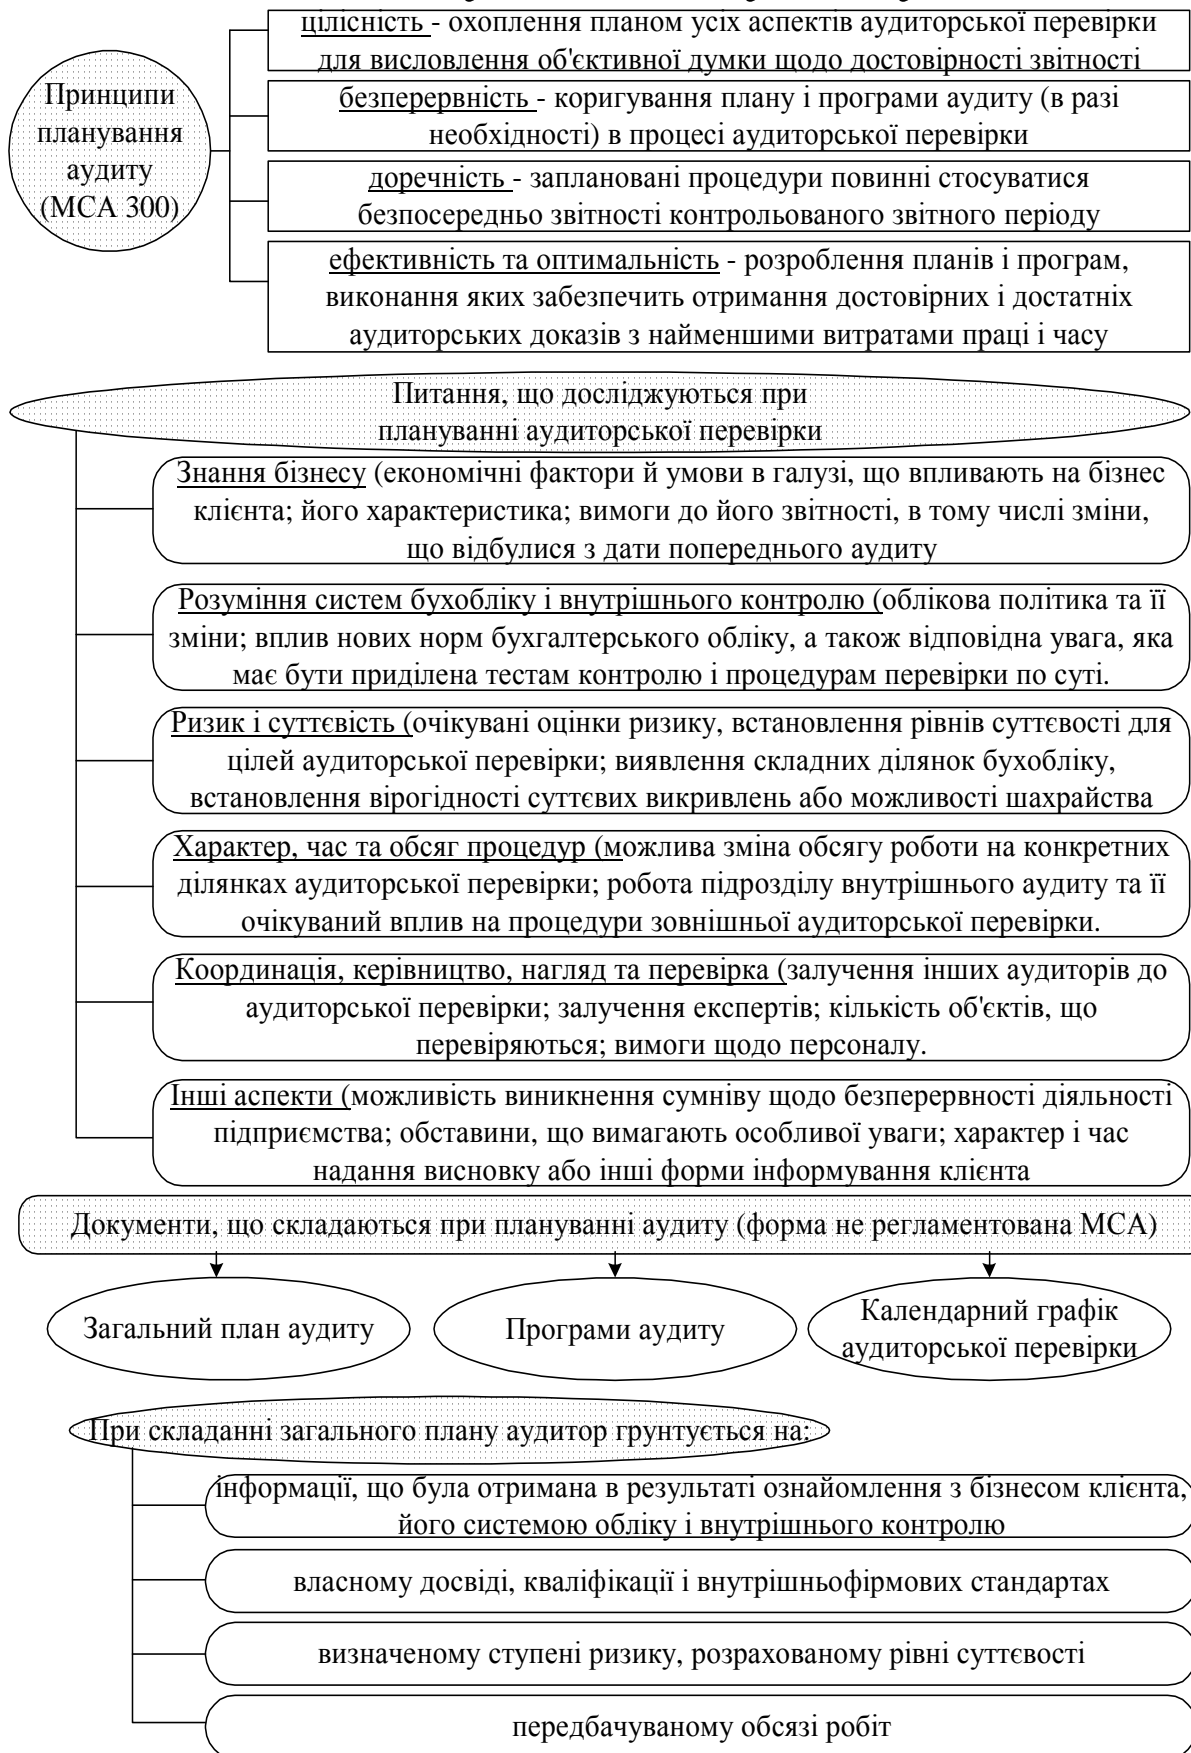 цілісність - охоплення планом усіх аспектів аудиторської перевірки
для висловлення об'єктивної думки щодо достовірності звітності
Принципи
планування
аудиту
(МСА 300)
безперервність - коригування плану і програми аудиту (в разі
необхідності) в процесі аудиторської перевірки
доречність - заплановані процедури повинні стосуватися
безпосередньо звітності контрольованого звітного періоду
ефективність та оптимальність - розроблення планів і програм,
виконання яких забезпечить отримання достовірних і достатніх
аудиторських доказів з найменшими витратами праці і часу
Питання, що досліджуються при
плануванні аудиторської перевірки
Знання бізнесу (економічні фактори й умови в галузі, що впливають на бізнес
клієнта; його характеристика; вимоги до його звітності, в тому числі зміни,
що відбулися з дати попереднього аудиту
Розуміння систем бухобліку і внутрішнього контролю (облікова політика та її
зміни; вплив нових норм бухгалтерського обліку, а також відповідна увага, яка
має бути приділена тестам контролю і процедурам перевірки по суті.
Ризик і суттєвість (очікувані оцінки ризику, встановлення рівнів суттєвості для
цілей аудиторської перевірки; виявлення складних ділянок бухобліку,
встановлення вірогідності суттєвих викривлень або можливості шахрайства
Характер, час та обсяг процедур (можлива зміна обсягу роботи на конкретних
ділянках аудиторської перевірки; робота підрозділу внутрішнього аудиту та її
очікуваний вплив на процедури зовнішньої аудиторської перевірки.
Координація, керівництво, нагляд та перевірка (залучення інших аудиторів до
аудиторської перевірки; залучення експертів; кількість об'єктів, що
перевіряються; вимоги щодо персоналу.
Інші аспекти (можливість виникнення сумніву щодо безперервності діяльності
підприємства; обставини, що вимагають особливої уваги; характер і час
надання висновку або інші форми інформування клієнта
Документи, що складаються при плануванні аудиту (форма не регламентована МСА)
Загальний план аудиту
Програми аудиту
Календарний графік
аудиторської перевірки
При складанні загального плану аудитор грунтується на:
інформації, що була отримана в результаті ознайомлення з бізнесом клієнта,
його системою обліку і внутрішнього контролю
власному досвіді, кваліфікації і внутрішньофірмових стандартах
визначеному ступені ризику, розрахованому рівні суттєвості
передбачуваному обсязі робіт